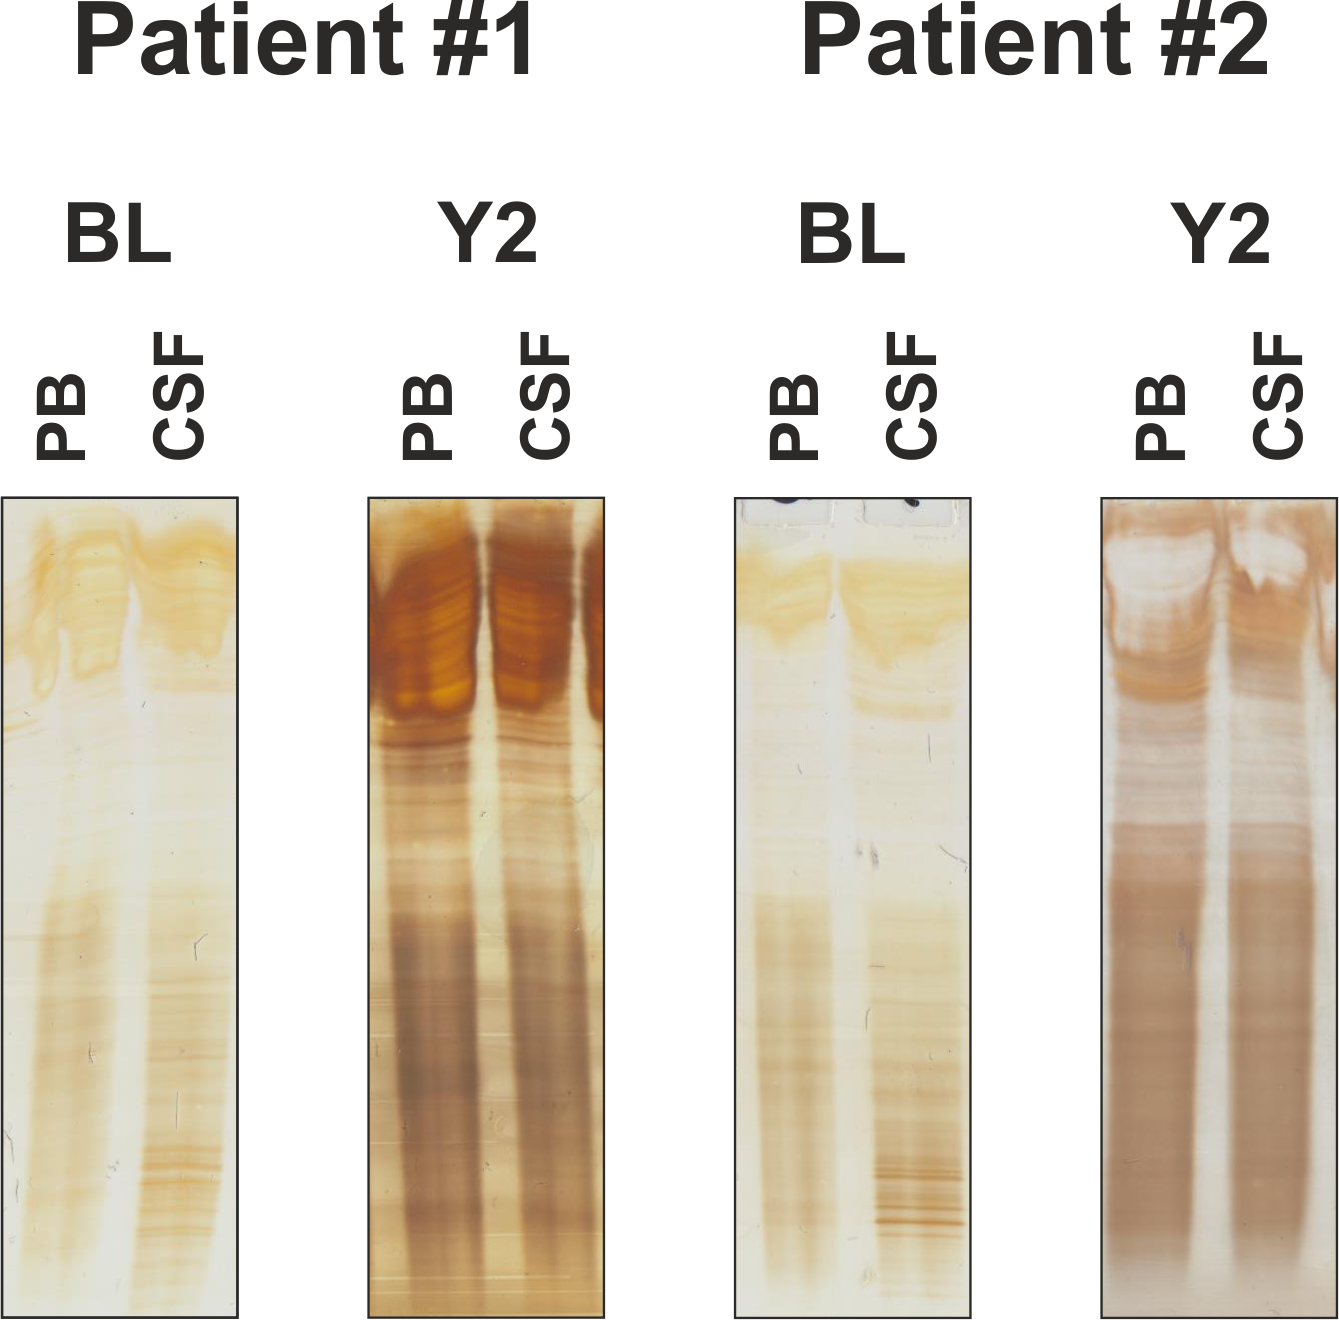 Patient #1 Patient #2
BL Y2 BL Y2
PB CSF PB CSF PB CSF PB CSF